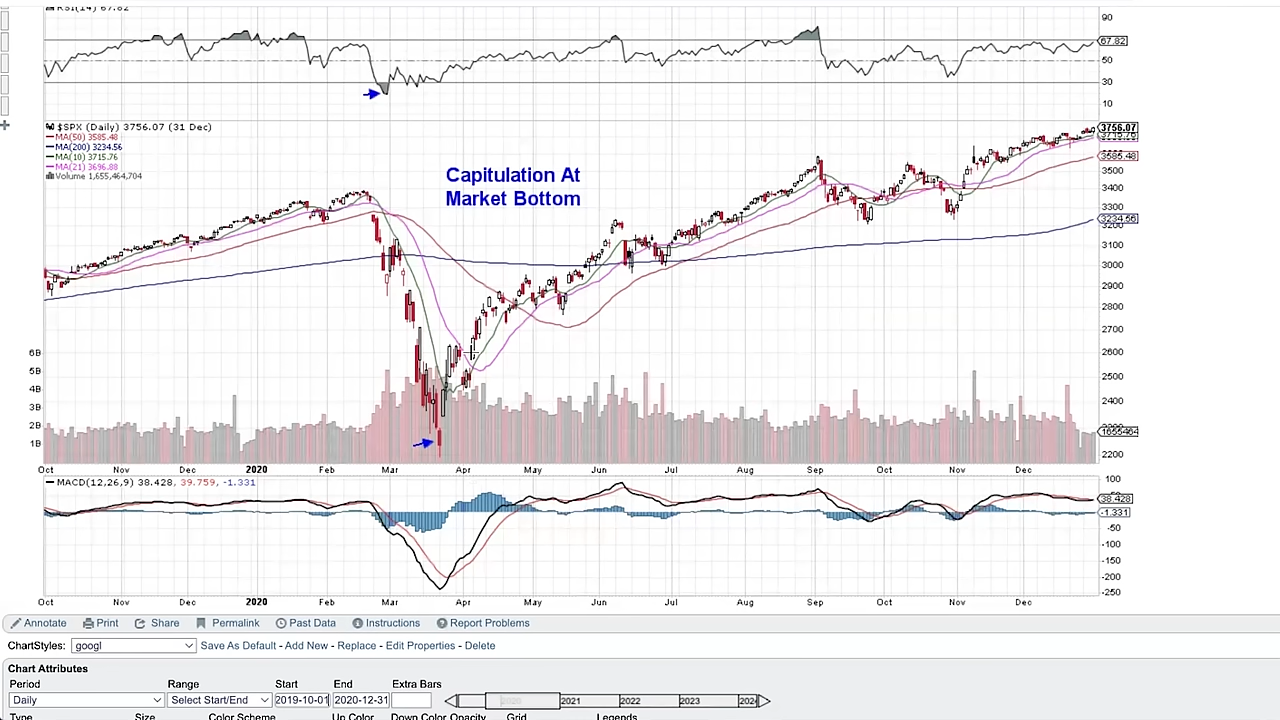 RSI(14) 67.82
90
67.82
50
30
10
$SPX (Daily) 3756.07 (31 Dec)
MA(50) 3585.48
MA(200) 3234.56
MA(10) 3715.76
MA(21) 3696.88
Volume 1,655,464,704
Capitulation At
Market Bottom
3756.07
3715.76
3585.48
3500
3400
3300
3234.56
3200
3100
3000
2900
2800
2700
2600
2500
2400
2200
6B
5B
4B
3B
2B
1B
Oct Nov Dec 2020 Feb Mar Apr May Jun Jul Aug Sep Oct Nov Dec
MACD(12,26,9) 38.428, 39.759, -1.331
100
38.428
-1.331
-50
-100
-150
-200
-250
Oct Nov Dec 2020 Feb Mar Apr May Jun Jul Aug Sep Oct Nov Dec
Annotate Print Share Permalink Past Data Instructions Report Problems
ChartStyles: googl Save As Default - Add New - Replace - Edit Properties - Delete
Chart Attributes
Period Range Start End Extra Bars
Daily Select Start/End 2019-10-01 2020-12-31 2020 2021 2022 2023 2024
Type Size Color Scheme Up Color Down Color Opacity Grid Legends